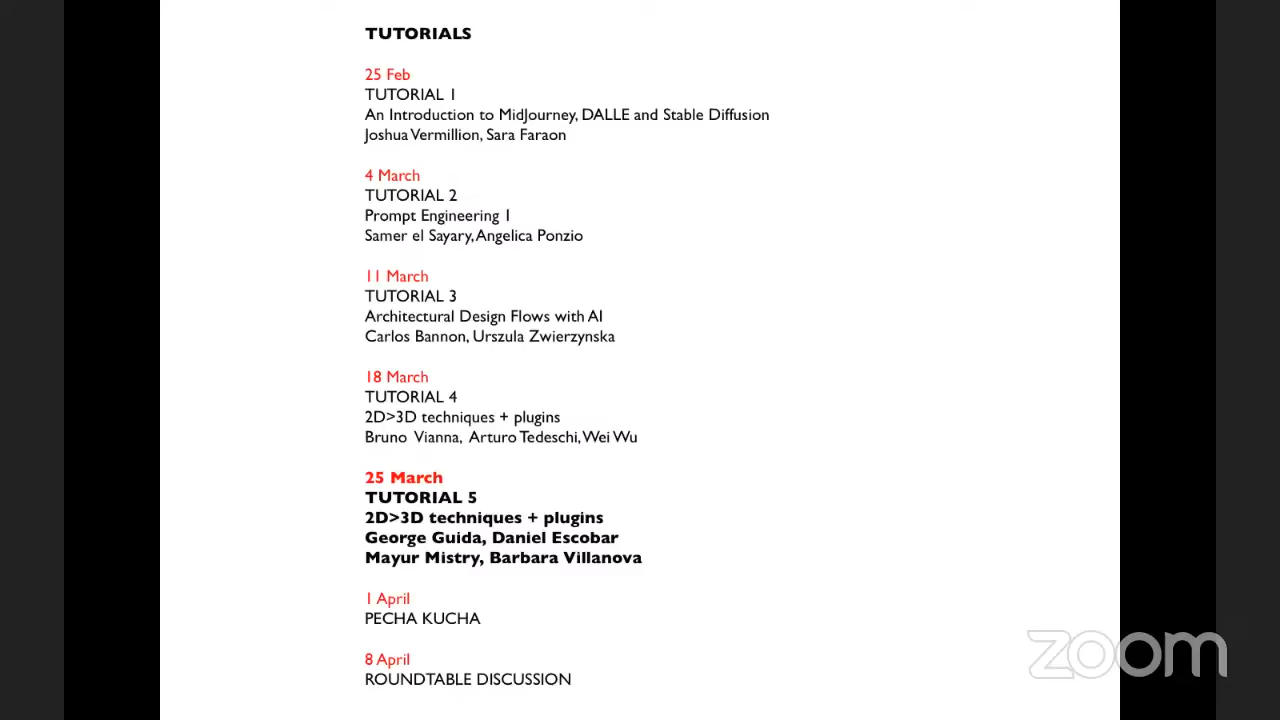 TUTORIALS
25 Feb
TUTORIAL 1
An Introduction to MidJourney, DALLE and Stable Diffusion
Joshua Vermillion, Sara Faraon
4 March
TUTORIAL 2
Prompt Engineering 1
Samer el Sayary, Angelica Ponzio
11 March
TUTORIAL 3
Architectural Design Flows with AI
Carlos Bannon, Urszula Zwierzynska
18 March
TUTORIAL 4
2D>3D techniques + plugins
Bruno Vianna, Arturo Tedeschi, Wei Wu
25 March
TUTORIAL 5
2D>3D techniques + plugins
George Guida, Daniel Escobar
Mayur Mistry, Barbara Villanova
1 April
PECHA KUCHA
8 April
ROUNDTABLE DISCUSSION
zoom